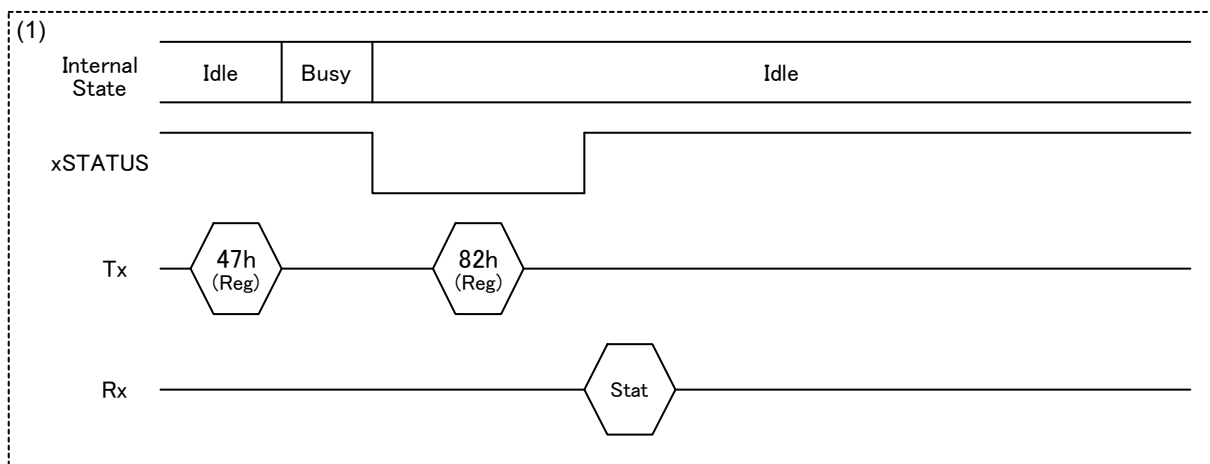 (1)
Internal
State
Idle
Busy
Idle
xSTATUS
Tx
47h
(Reg)
82h
(Reg)
Rx
Stat